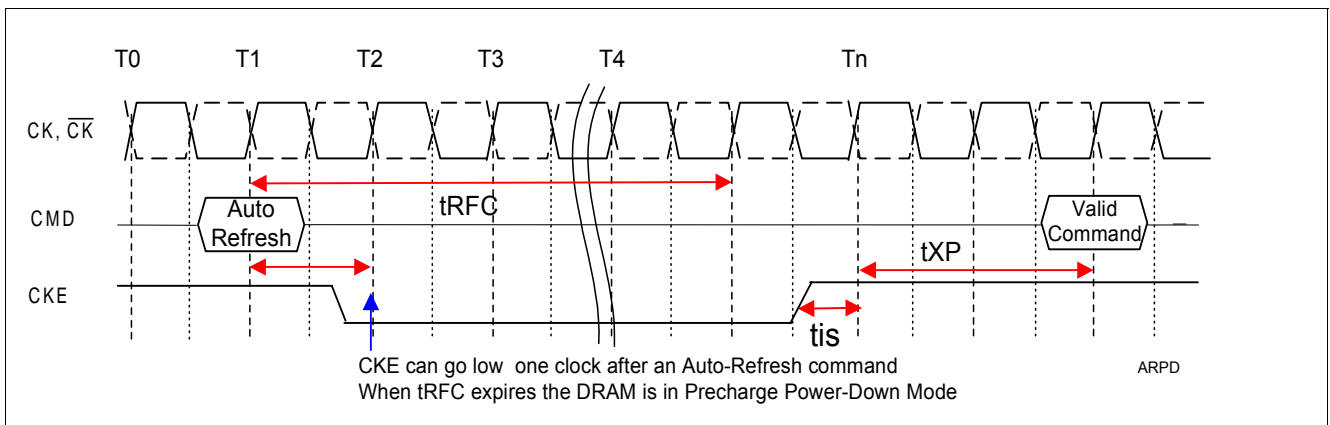 T0 T1 T2 T3 T4 Tn
CK, CK
tRFC
CMD
Auto
Refresh
Valid
Command
tXP
CKE
tis
CKE can go low one clock after an Auto-Refresh command
When tRFC expires the DRAM is in Precharge Power-Down Mode
ARPD